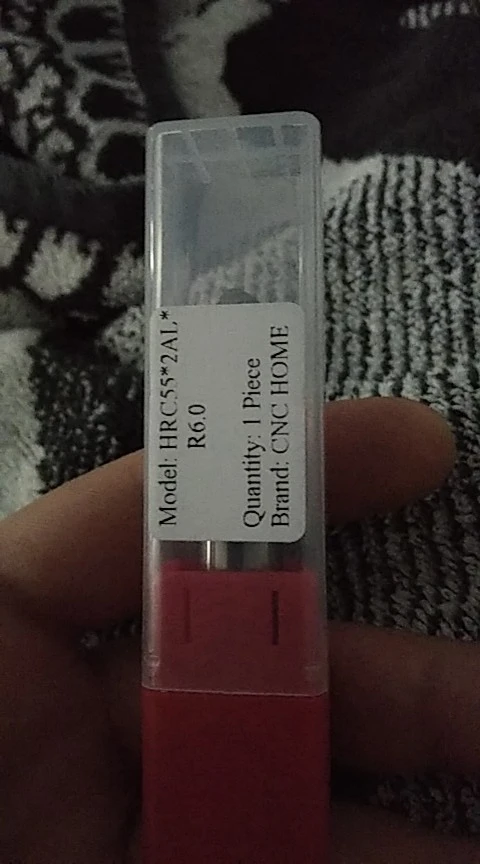 Model: HRC55*2AL*
R6.0
Quantity: 1 Piece
Brand: CNC HOME